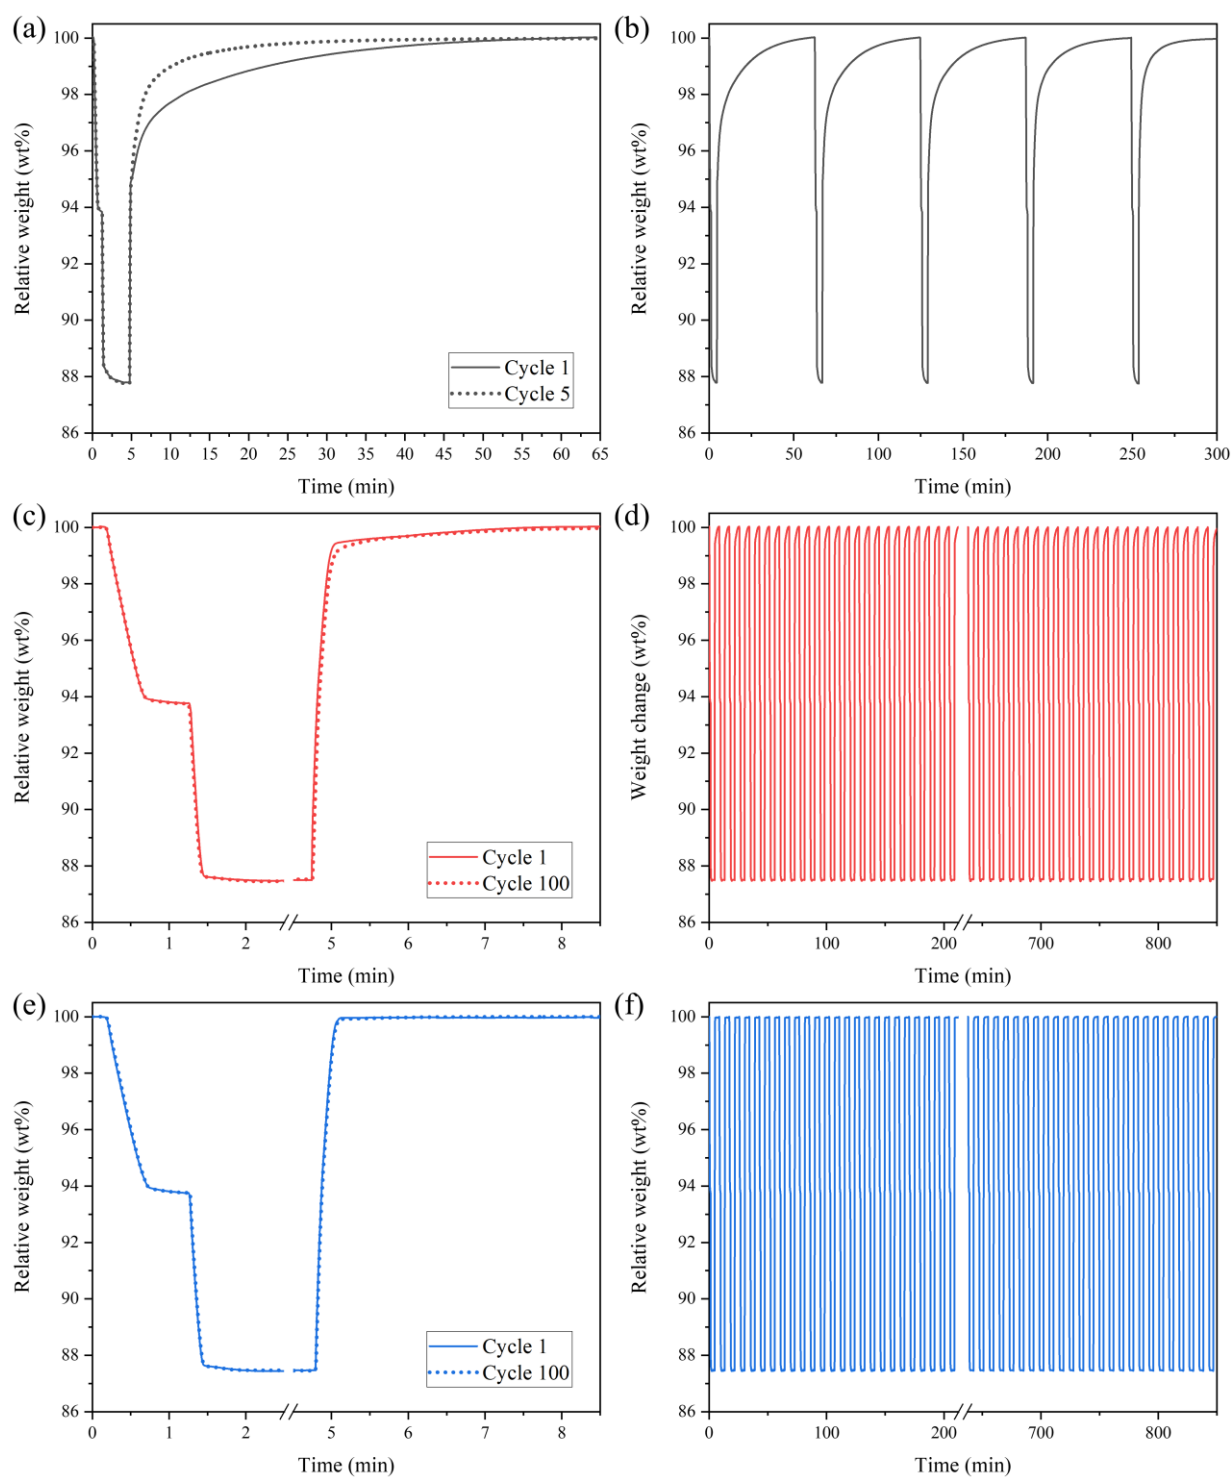 (a)
Relative weight (wt%)
100
98
96
94
92
90
88
86
Cycle 1
Cycle 5
0 5 10 15 20 25 30 35 40 45 50 55 60 65
Time (min)
(b)
Relative weight (wt%)
100
98
96
94
92
90
88
86
0 50 100 150 200 250 300
Time (min)
(c)
Relative weight (wt%)
100
98
96
94
92
90
88
86
Cycle 1
Cycle 100
0 1 2 5 6 7 8
Time (min)
(d)
Weight change (wt%)
100
98
96
94
92
90
88
86
0 100 200 700 800
Time (min)
(e)
Relative weight (wt%)
100
98
96
94
92
90
88
86
Cycle 1
Cycle 100
0 1 2 5 6 7 8
Time (min)
(f)
Relative weight (wt%)
100
98
96
94
92
90
88
86
0 100 200 700 800
Time (min)